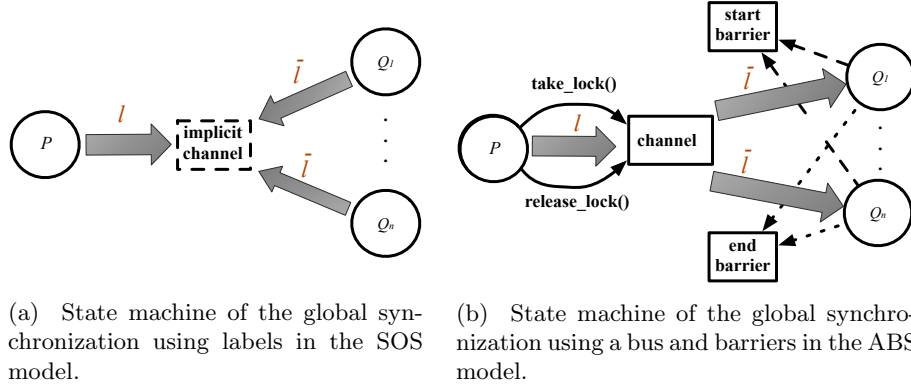 P
l
implicit
channel
l̄
Q1
.
.
.
l̄
Qn
start
barrier
take_lock()
P
l
channel
release_lock()
l̄
Q1
.
.
.
l̄
Qn
end
barrier
(a) State machine of the global syn-
chronization using labels in the SOS
model.
(b) State machine of the global synchro-
nization using a bus and barriers in the ABS
model.